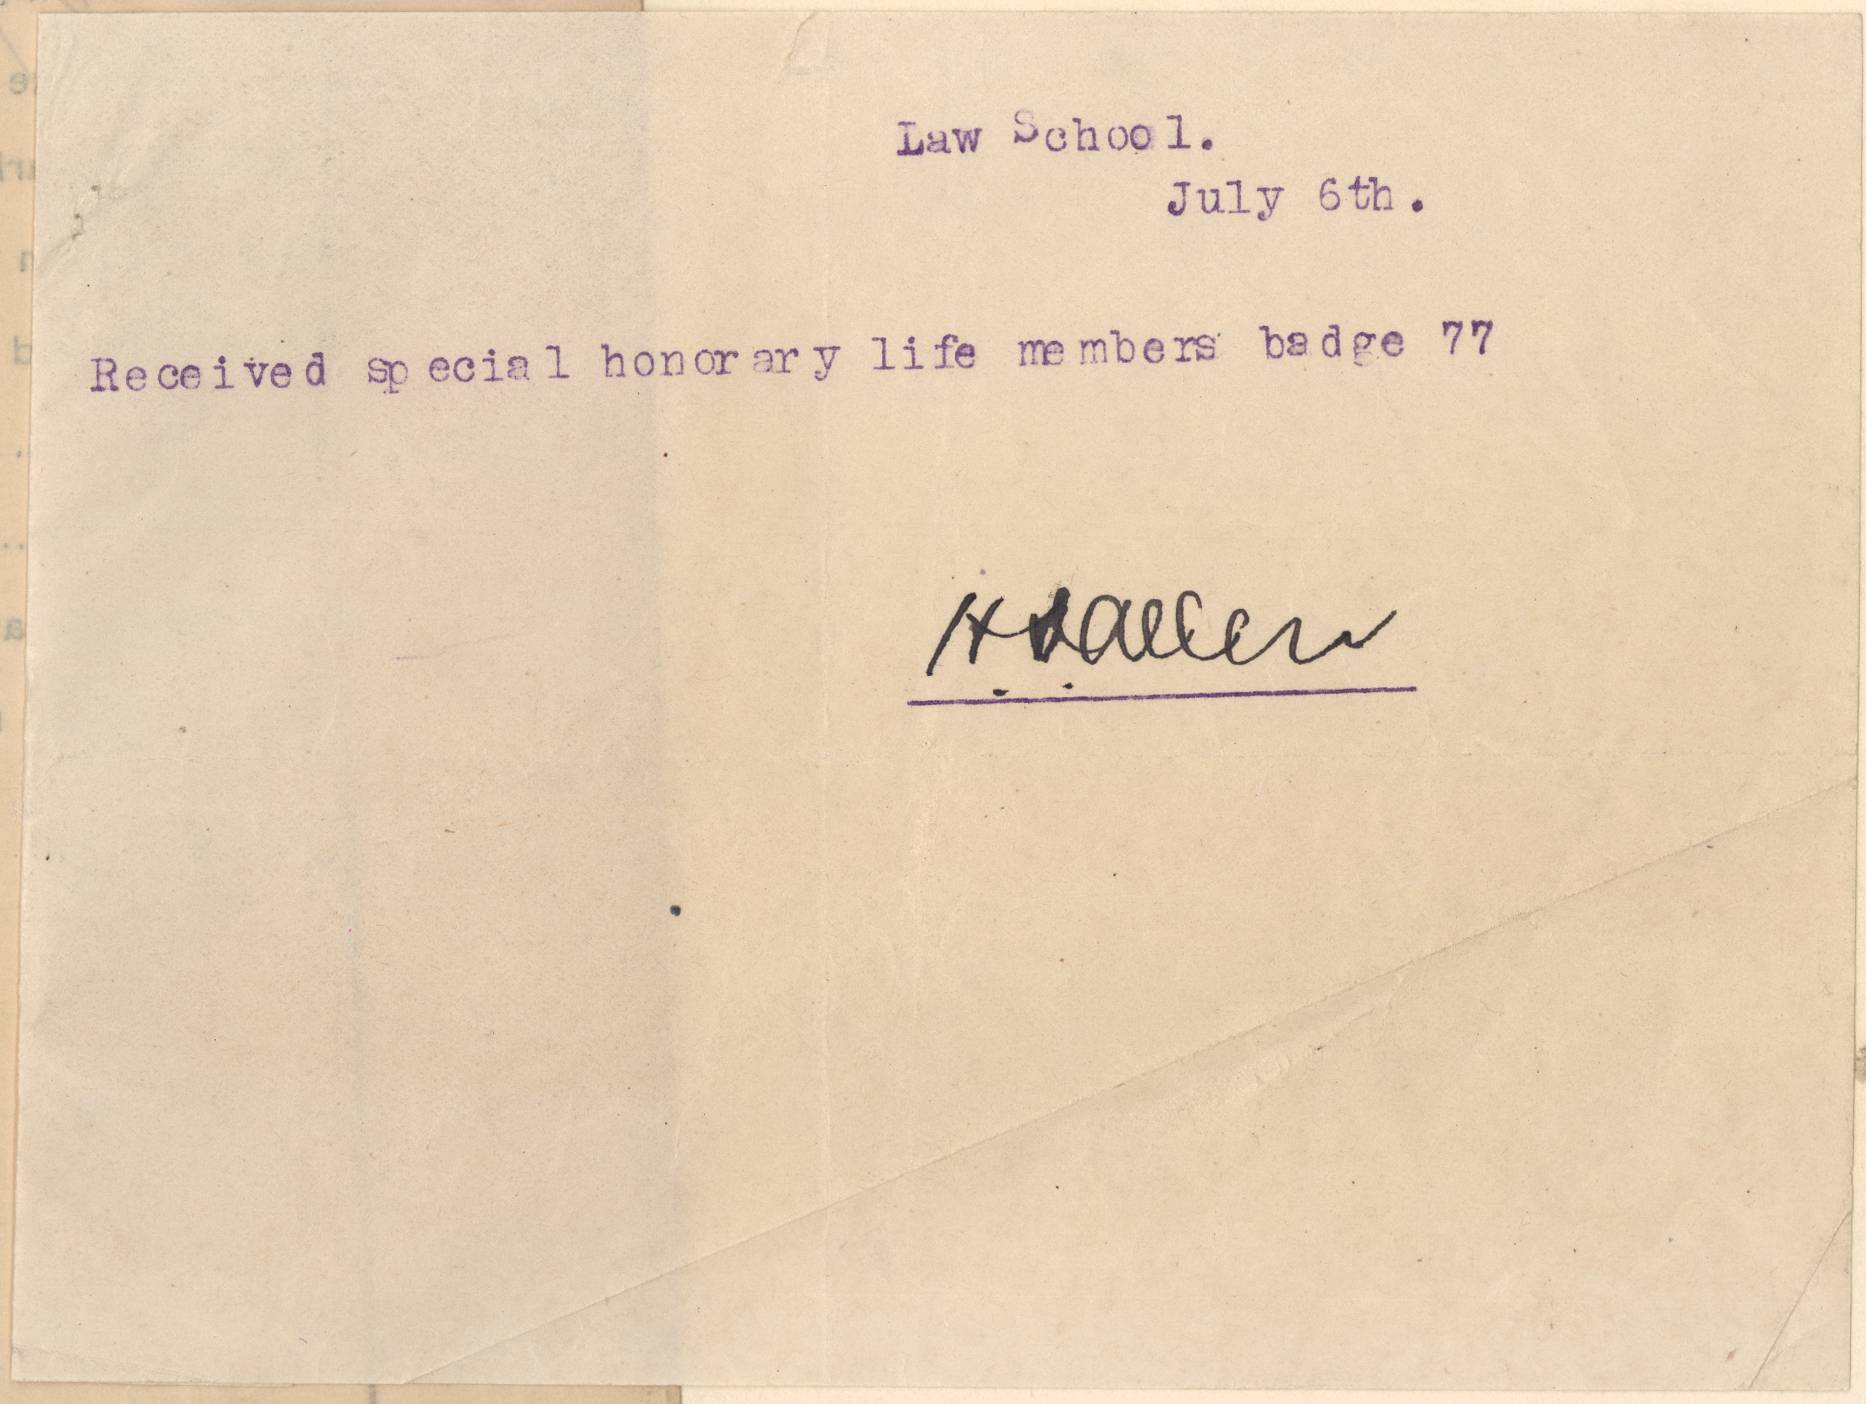 Law School.
July 6th.
Received special honorary life members badge 77